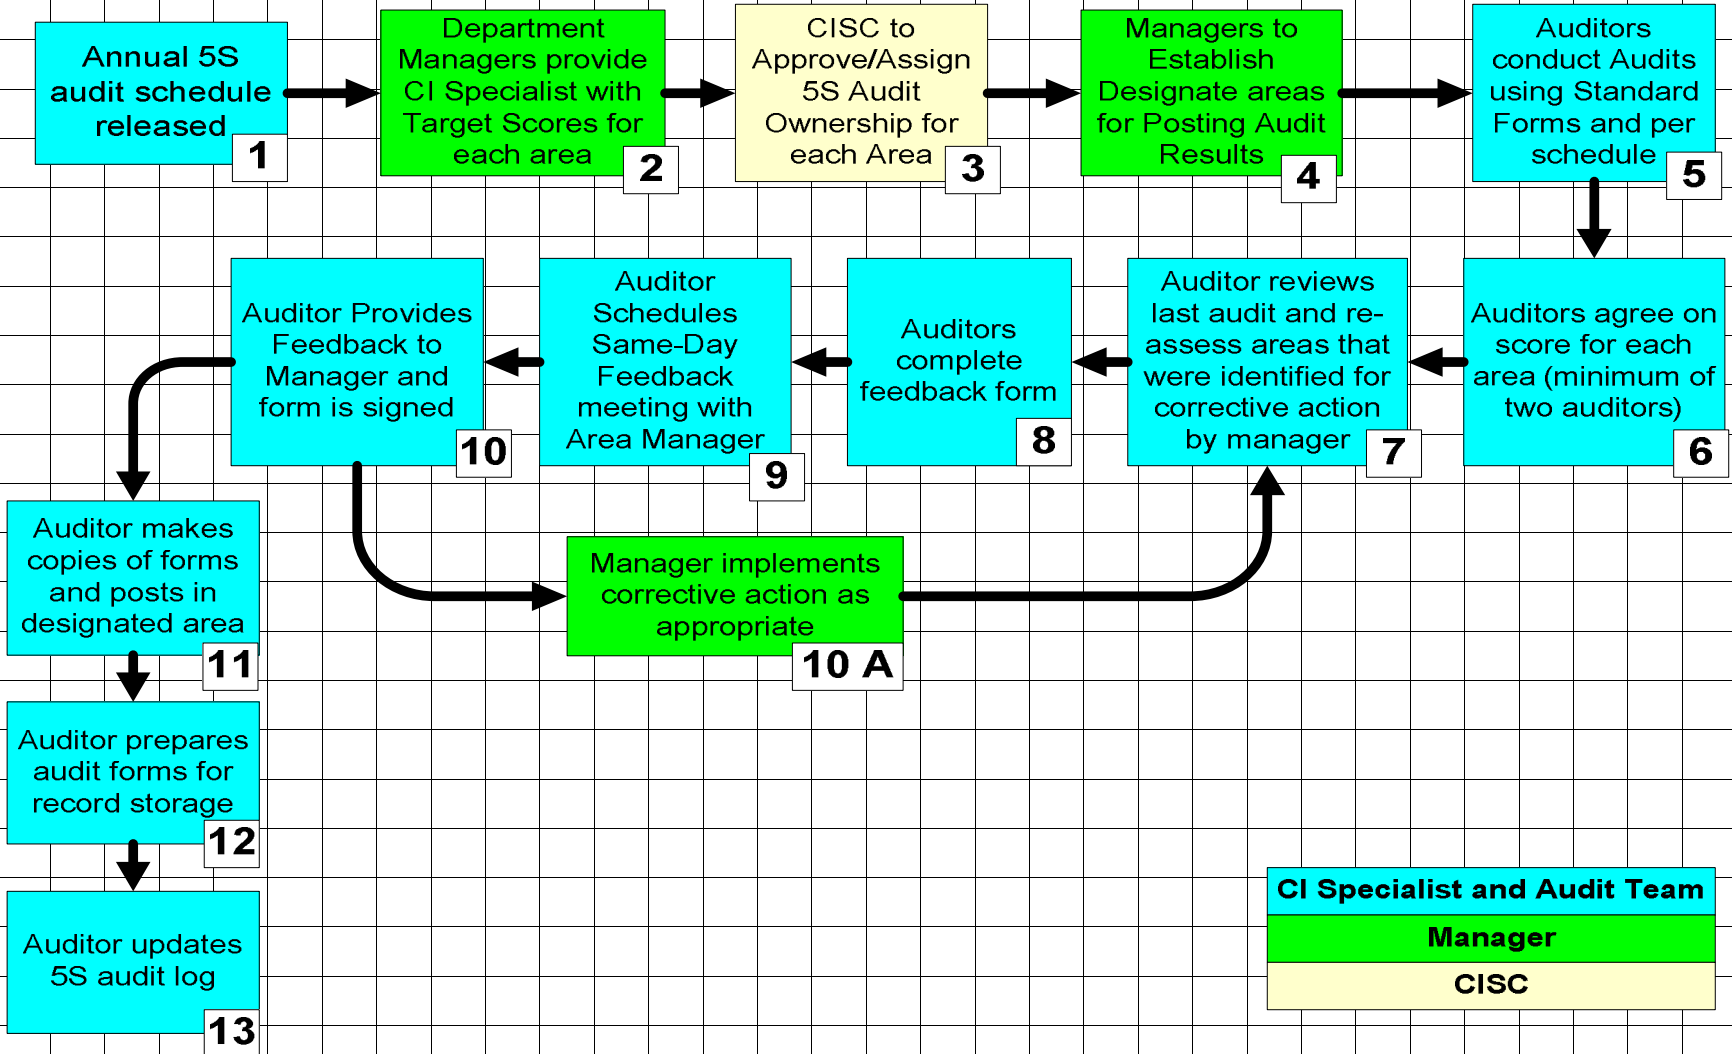 Annual 5S
audit schedule
released
1
Department
Managers provide
CI Specialist with
Target Scores for
each area
2
CISC to
Approve/Assign
5S Audit
Ownership for
each Area
3
Managers to
Establish
Designate areas
for Posting Audit
Results
4
Auditors
conduct Audits
using Standard
Forms and per
schedule
5
Auditors agree on
score for each
area (minimum of
two auditors)
6
Auditor reviews
last audit and re-
assess areas that
were identified for
corrective action
by manager
7
Auditors
complete
feedback form
8
Auditor
Schedules
Same-Day
Feedback
meeting with
Area Manager
9
Auditor Provides
Feedback to
Manager and
form is signed
10
Manager implements
corrective action as
appropriate
10 A
Auditor makes
copies of forms
and posts in
designated area
11
Auditor prepares
audit forms for
record storage
12
Auditor updates
5S audit log
13
CI Specialist and Audit Team
Manager
CISC